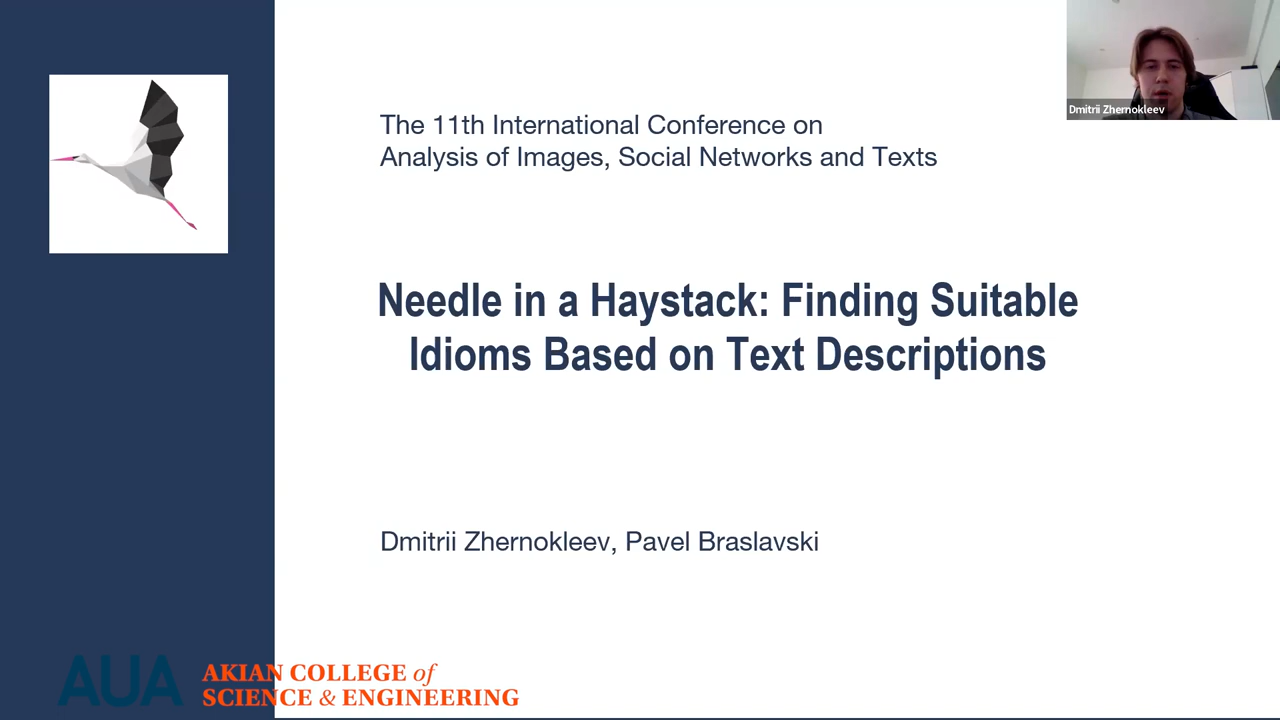 Dmitrii Zhernokleev
The 11th International Conference on
Analysis of Images, Social Networks and Texts
Needle in a Haystack: Finding Suitable
Idioms Based on Text Descriptions
Dmitrii Zhernokleev, Pavel Braslavski
AUA
AKIAN COLLEGE of
SCIENCE & ENGINEERING